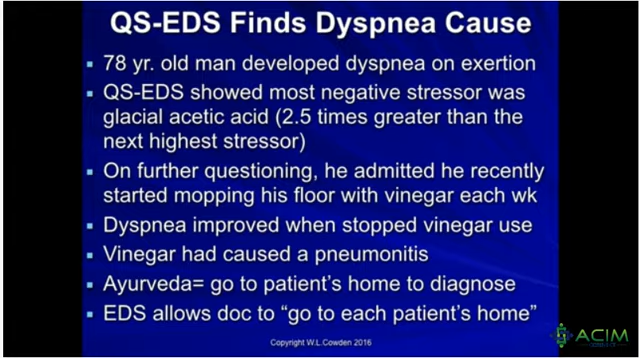 QS-EDS Finds Dyspnea Cause
▪ 78 yr. old man developed dyspnea on exertion
▪ QS-EDS showed most negative stressor was
glacial acetic acid (2.5 times greater than the
next highest stressor)
▪ On further questioning, he admitted he recently
started mopping his floor with vinegar each wk
▪ Dyspnea improved when stopped vinegar use
▪ Vinegar had caused a pneumonitis
▪ Ayurveda= go to patient's home to diagnose
▪ EDS allows doc to “go to each patient's home”
ACIM
Copyright W.L.Cowden 2016